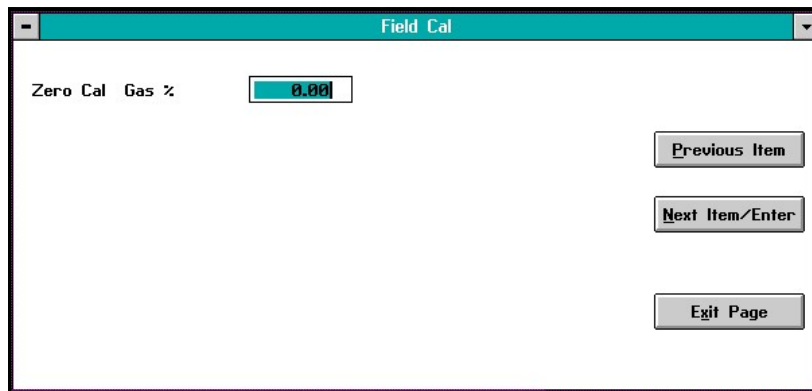 Field Cal
Zero Cal Gas % 0.00
Previous Item
Next Item/Enter
Exit Page